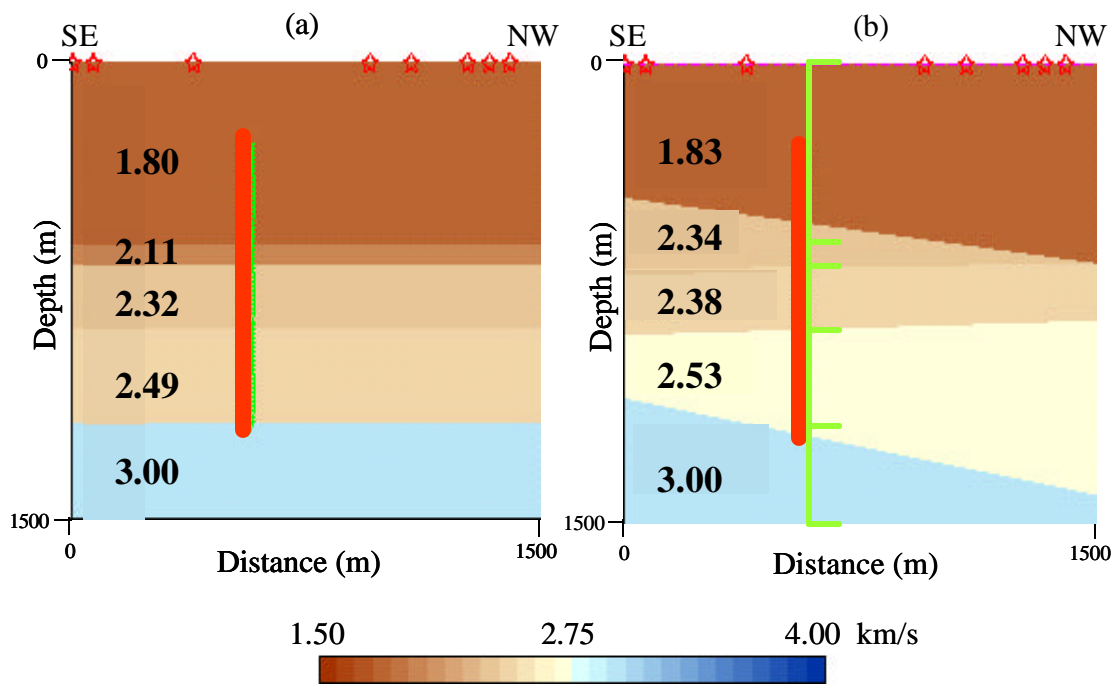 (a)
SE NW
0
1.80
2.11
2.32
2.49
3.00
Depth (m)
1500
0 1500
Distance (m)
(b)
SE NW
0
1.83
2.34
2.38
2.53
3.00
Depth (m)
1500
0 1500
Distance (m)
1.50 2.75 4.00 km/s